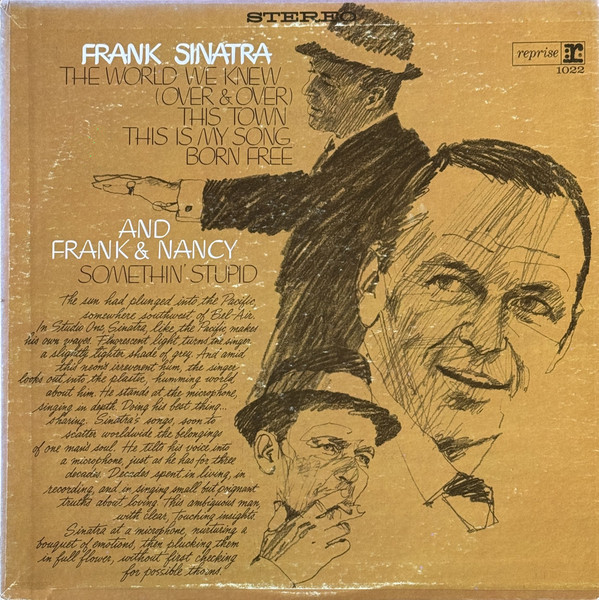 STEREO
reprise R:
1022
FRANK SINATRA
THE WORLD WE KNEW
(OVER & OVER)
THIS TOWN
THIS IS MY SONG
BORN FREE
AND
FRANK & NANCY
SOMETHIN' STUPID
The sun had plunged into the Pacific,
somewhere southwest of Bel-Air.
In Studio One, Sinatra, like the Pacific, makes
his own waves. Fluorescent light turns the singer
a slightly lighter shade of grey. And amid
this neon's irreverent hum, the singer
looks out into the plastic, humming world
about him. He stands at the microphone,
singing in depth. Doing his best thing...
sharing. Sinatra's songs, soon to
scatter worldwide the belongings
of one man's soul. He tilts his voice into
a microphone just as he has for three
decades. Decades spent in living, in
recording, and in singing small but poignant
truths about loving. This ambiguous man,
with clear, touching insights.
Sinatra at a microphone, nurturing a
bouquet of emotions, then plucking them
in full flower, without first checking
for possible thorns.